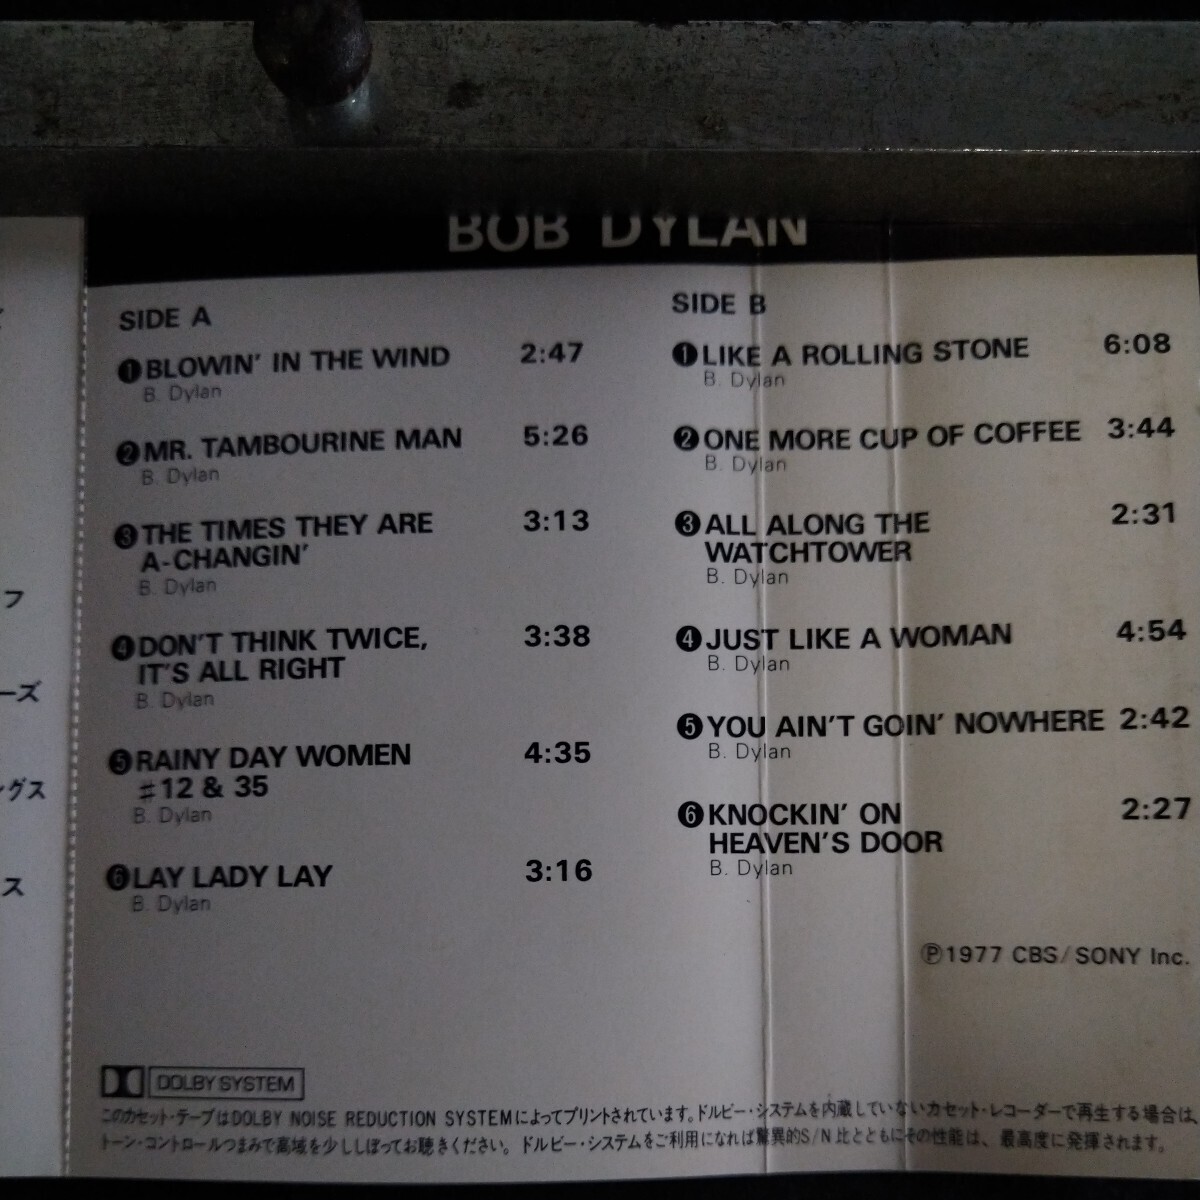 BOB DYLAN
SIDE A
❶BLOWIN' IN THE WIND 2:47
B. Dylan
❷MR. TAMBOURINE MAN 5:26
B. Dylan
❸THE TIMES THEY ARE 3:13
A-CHANGIN'
B. Dylan
❹DON'T THINK TWICE, 3:38
IT'S ALL RIGHT
B. Dylan
❺RAINY DAY WOMEN 4:35
♯12 & 35
B. Dylan
❻LAY LADY LAY 3:16
B. Dylan
SIDE B
❶LIKE A ROLLING STONE 6:08
B. Dylan
❷ONE MORE CUP OF COFFEE 3:44
B. Dylan
❸ALL ALONG THE 2:31
WATCHTOWER
B. Dylan
❹JUST LIKE A WOMAN 4:54
B. Dylan
❺YOU AIN'T GOIN' NOWHERE 2:42
B. Dylan
❻KNOCKIN' ON 2:27
HEAVEN'S DOOR
B. Dylan
℗1977 CBS/SONY Inc.
DOLBY SYSTEM
このカセット・テープはDOLBY NOISE REDUCTION SYSTEMによってプリントされています。ドルビー・システムを内蔵していないカセット・レコーダーで再生する場合は、
トーン・コントロールつまみで高域を少ししぼってお聴きください。ドルビー・システムをご利用になれば驚異的S/N比とともにその性能は、最高度に発揮されます。
フ
ーズ
グス
ス